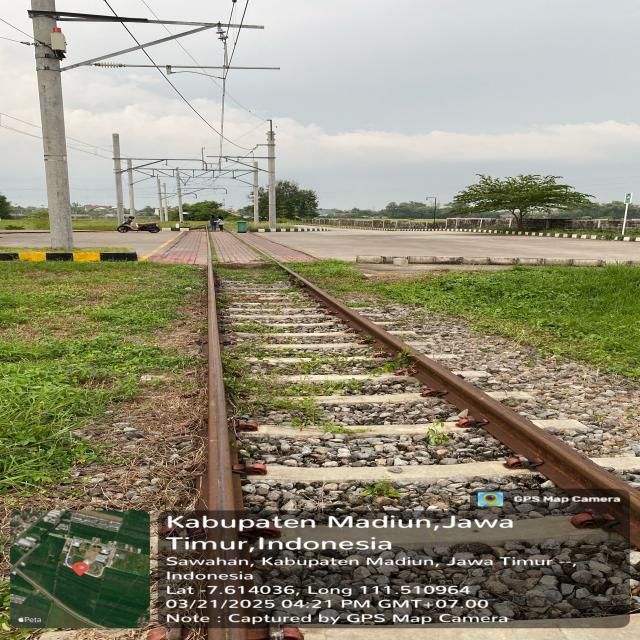 GPS Map Camera
Kabupaten Madiun,Jawa
Timur,Indonesia
Sawahan, Kabupaten Madiun, Jawa Timur --,
Indonesia
Lat -7.614036, Long 111.510964
03/21/2025 04:21 PM GMT+07.00
Note : Captured by GPS Map Camera
Peta